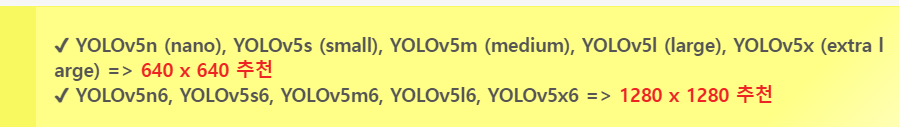 ✔ YOLOv5n (nano), YOLOv5s (small), YOLOv5m (medium), YOLOv5l (large), YOLOv5x (extra l
arge) => 640 x 640 추천
✔ YOLOv5n6, YOLOv5s6, YOLOv5m6, YOLOv5l6, YOLOv5x6 => 1280 x 1280 추천